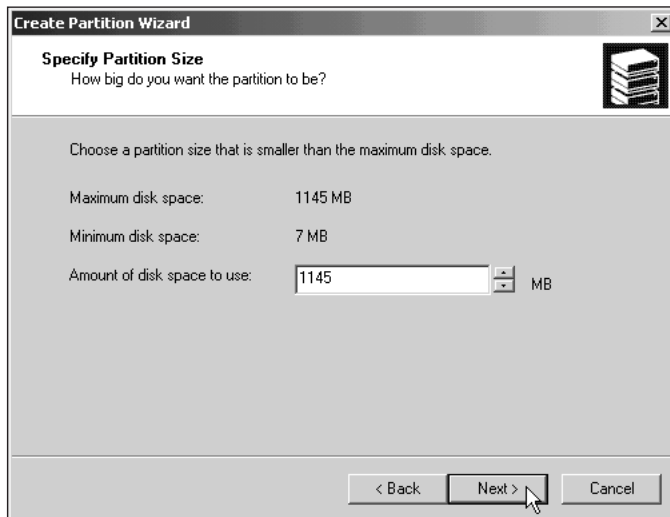 Create Partition Wizard
Specify Partition Size
How big do you want the partition to be?
Choose a partition size that is smaller than the maximum disk space.
Maximum disk space: 1145 MB
Minimum disk space: 7 MB
Amount of disk space to use: 1145 MB
< Back Next > Cancel